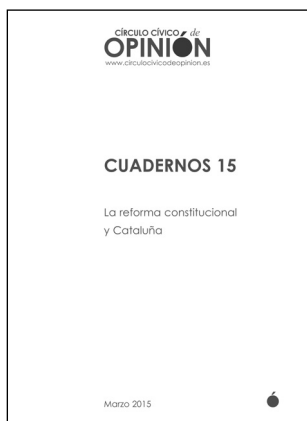 CÍRCULO CÍVICO de
OPINIÓN
www.circulocivicodeopinion.es
CUADERNOS 15
La reforma constitucional
y Cataluña
Marzo 2015